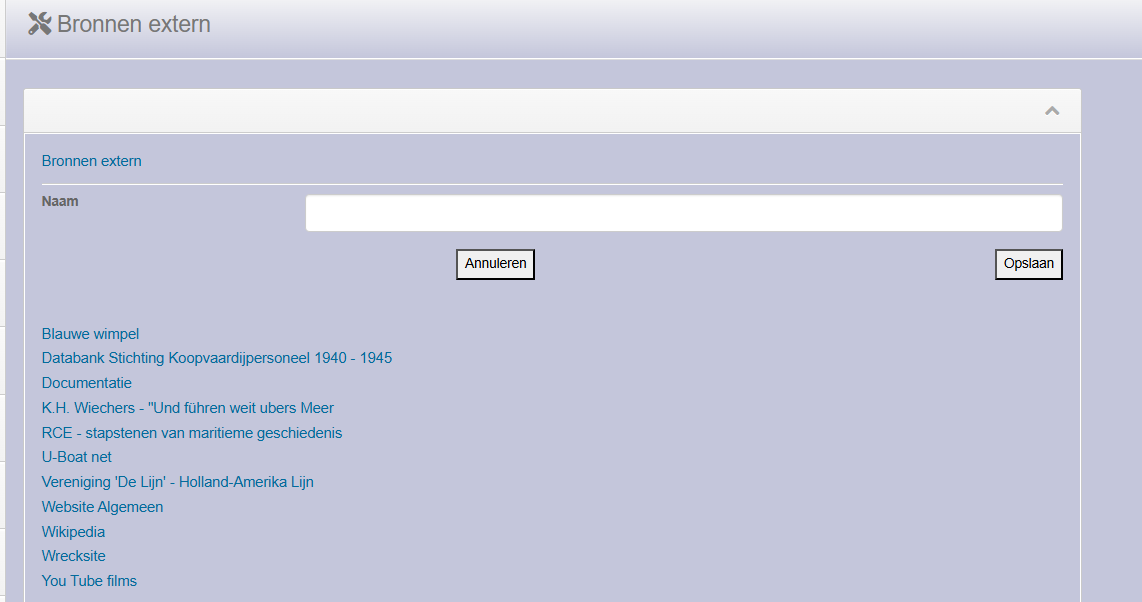 Bronnen extern
Bronnen extern
Naam
Annuleren Opslaan
Blauwe wimpel
Databank Stichting Koopvaardijpersoneel 1940 - 1945
Documentatie
K.H. Wiechers - "Und führen weit ubers Meer
RCE - stapstenen van maritieme geschiedenis
U-Boat net
Vereniging 'De Lijn' - Holland-Amerika Lijn
Website Algemeen
Wikipedia
Wrecksite
You Tube films